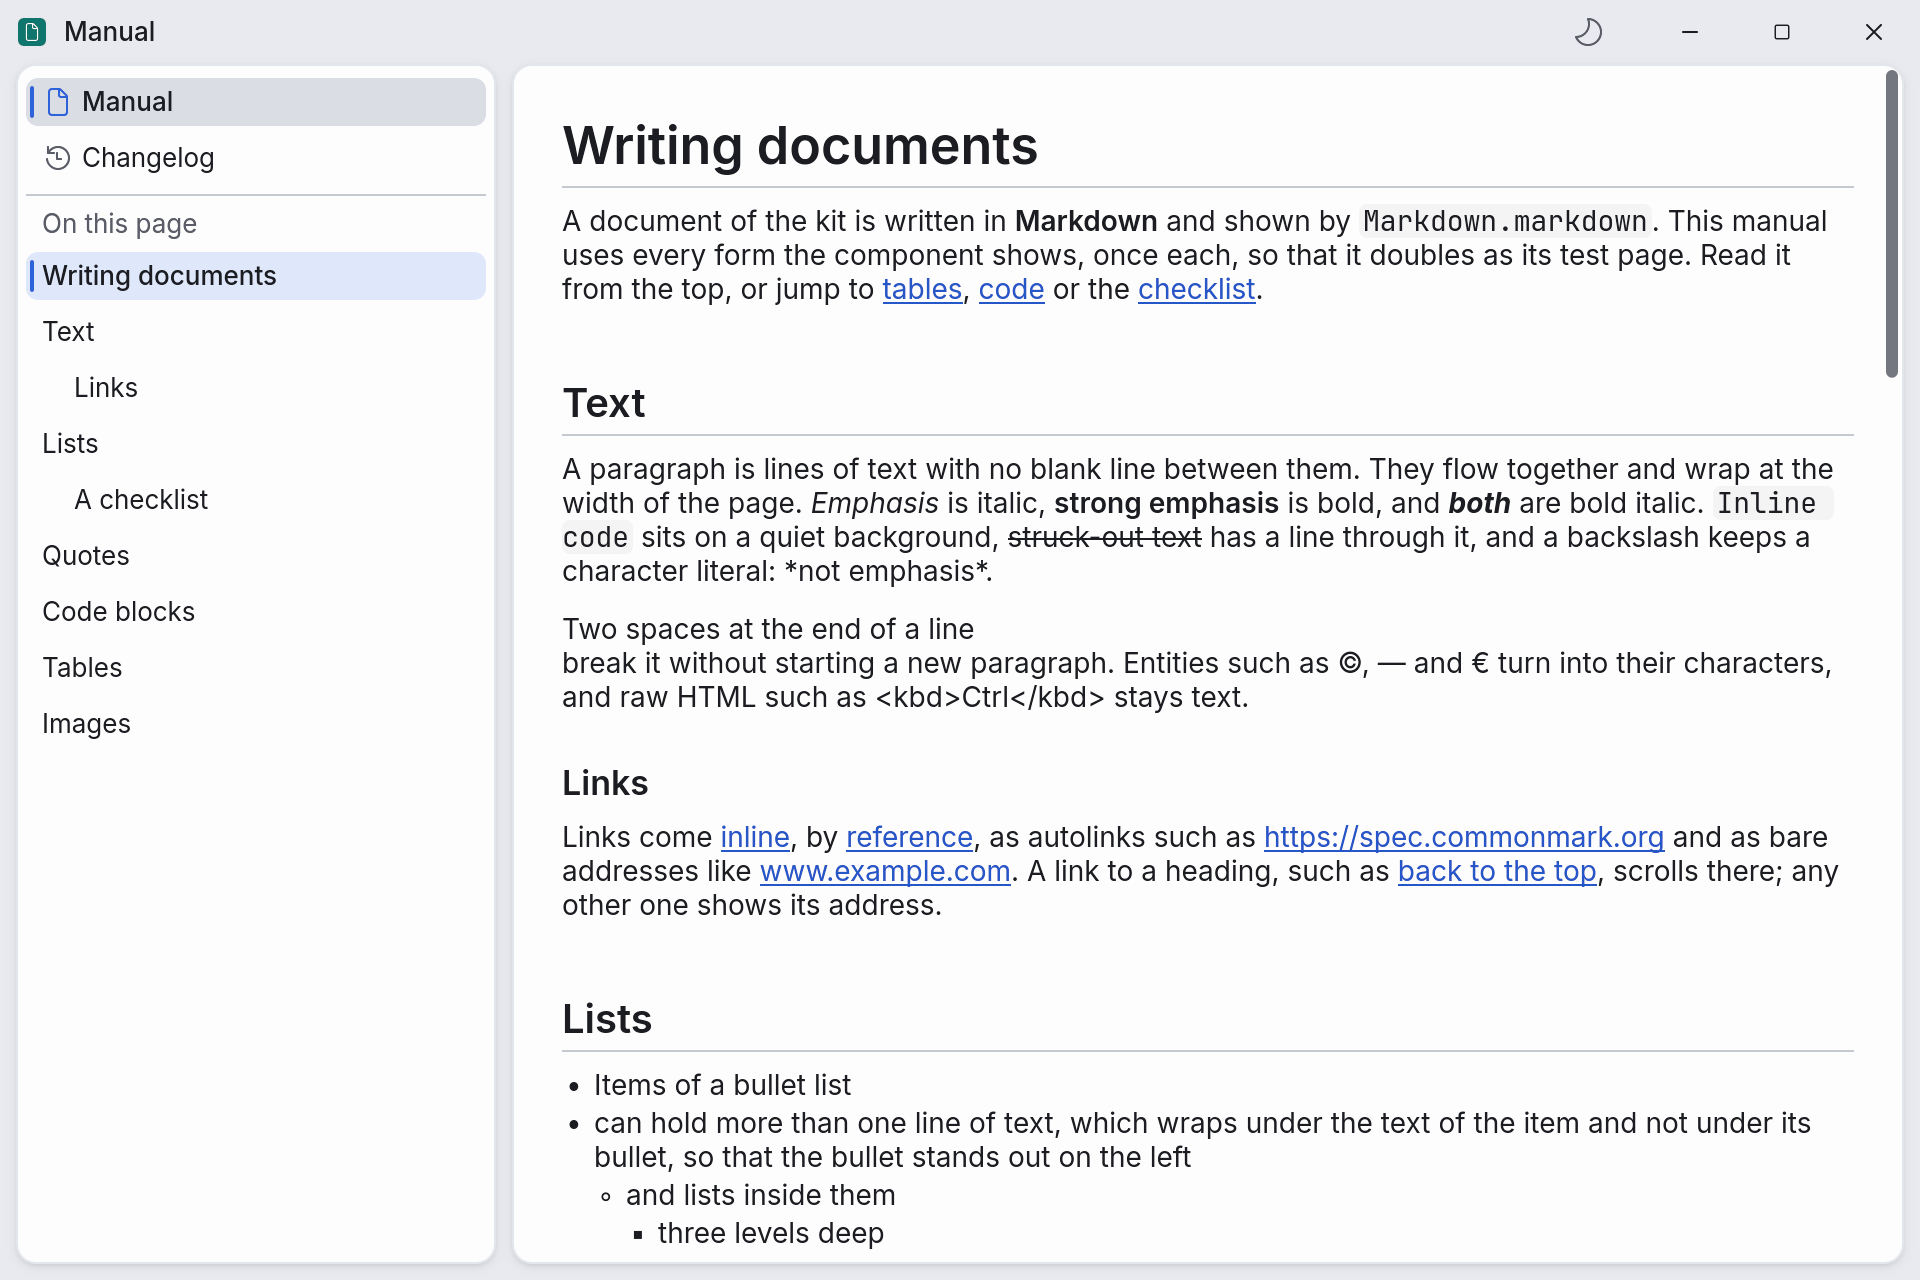 Manual
Manual
Changelog
On this page
Writing documents
Text
Links
Lists
A checklist
Quotes
Code blocks
Tables
Images
Writing documents
A document of the kit is written in Markdown and shown by Markdown.markdown. This manual
uses every form the component shows, once each, so that it doubles as its test page. Read it
from the top, or jump to tables, code or the checklist.
Text
A paragraph is lines of text with no blank line between them. They flow together and wrap at the
width of the page. Emphasis is italic, strong emphasis is bold, and both are bold italic. Inline
code sits on a quiet background, struck-out text has a line through it, and a backslash keeps a
character literal: *not emphasis*.
Two spaces at the end of a line
break it without starting a new paragraph. Entities such as ©, — and € turn into their characters,
and raw HTML such as <kbd>Ctrl</kbd> stays text.
Links
Links come inline, by reference, as autolinks such as https://spec.commonmark.org and as bare
addresses like www.example.com. A link to a heading, such as back to the top, scrolls there; any
other one shows its address.
Lists
• Items of a bullet list
• can hold more than one line of text, which wraps under the text of the item and not under its
bullet, so that the bullet stands out on the left
◦ and lists inside them
▪ three levels deep